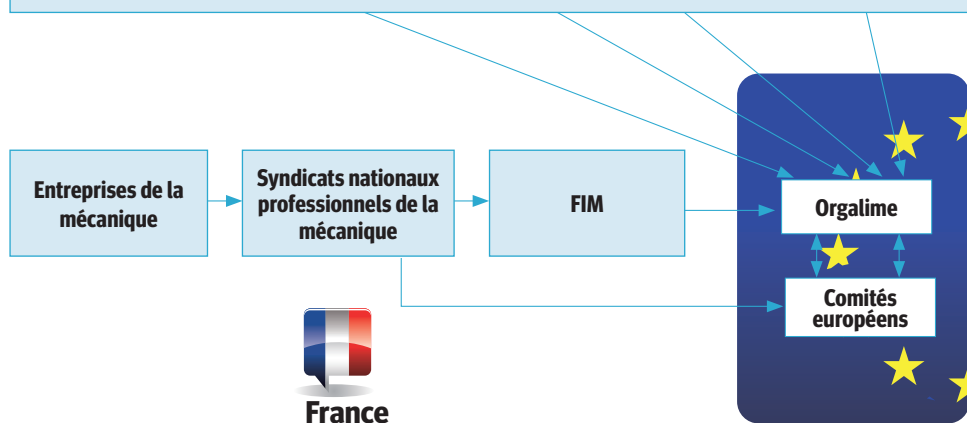 Entreprises de la
mécanique
Syndicats nationaux
professionnels de la
mécanique
FIM
Orgalime
Comités
européens
France